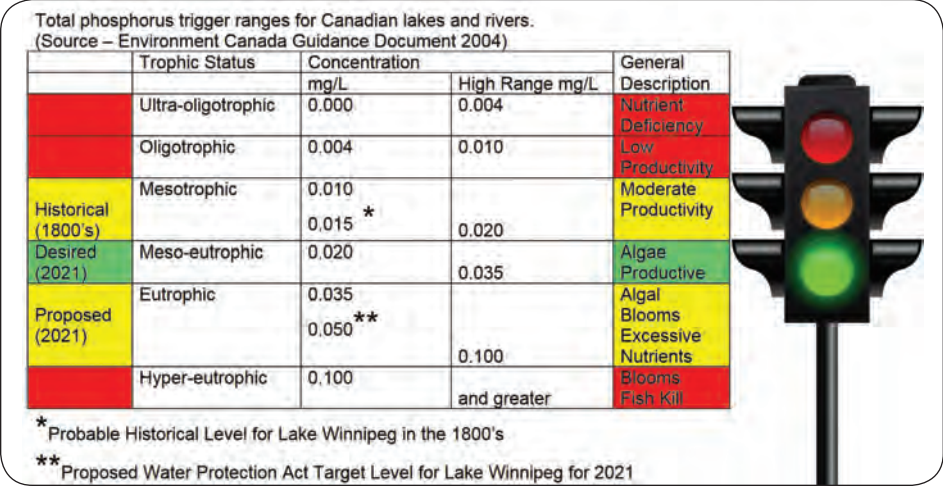 Total phosphorus trigger ranges for Canadian lakes and rivers.
(Source – Environment Canada Guidance Document 2004)
Trophic Status Concentration General
mg/L High Range mg/L Description
Ultra-oligotrophic 0.000 0.004 Nutrient
Deficiency
Oligotrophic 0.004 0.010 Low
Productivity
Mesotrophic 0.010 Moderate
Historical 0.015 * Productivity
(1800's) 0.020
Desired Meso-eutrophic 0.020 Algae
(2021) 0.035 Productive
Eutrophic 0.035 Algal
Proposed 0.050** Blooms
(2021) Excessive
0.100 Nutrients
Hyper-eutrophic 0.100 Blooms
and greater Fish Kill
*Probable Historical Level for Lake Winnipeg in the 1800's
**Proposed Water Protection Act Target Level for Lake Winnipeg for 2021